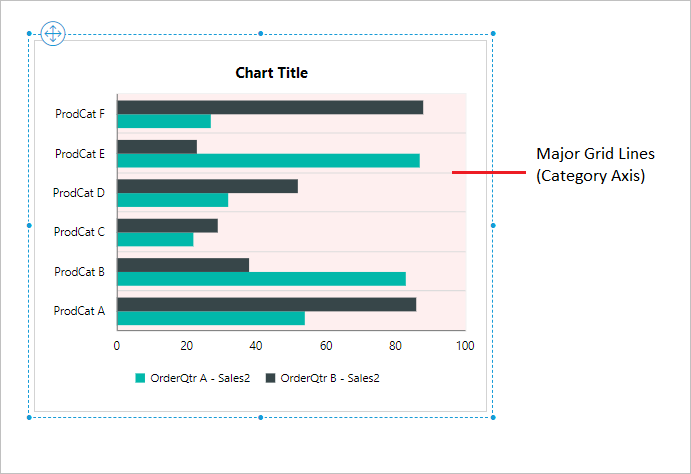 Chart Title
ProdCat F
ProdCat E
ProdCat D
ProdCat C
ProdCat B
ProdCat A
0 20 40 60 80 100
OrderQtr A - Sales2 OrderQtr B - Sales2
Major Grid Lines
(Category Axis)